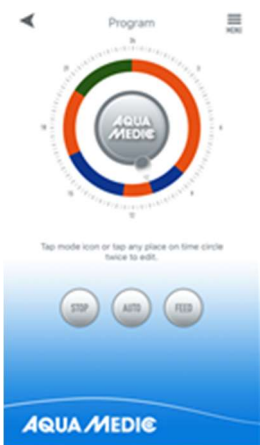 Program
MENU
24
AQUA
MEDIC
Tap mode icon or tap any place on time circle
twice to edit.
STOP
AUTO
FEED
AQUA MEDIC